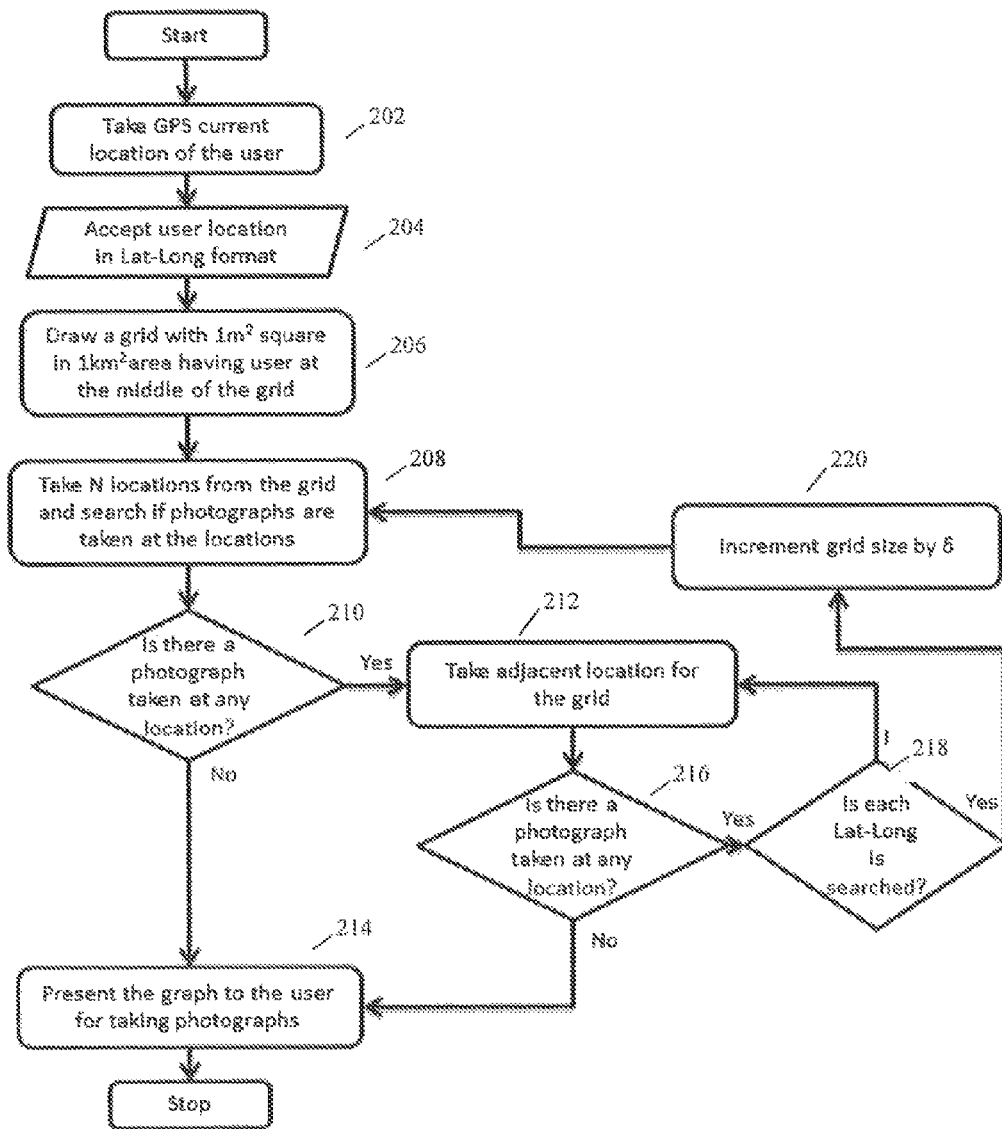 Start
Take GPS current
location of the user
202
Accept user location
in Lat-Long format
204
Draw a grid with 1m² square
in 1km² area having user at
the middle of the grid
206
Take N locations from the grid
and search if photographs are
taken at the locations
208
220
Increment grid size by δ
210
Is there a
photograph
taken at any
location?
Yes
No
212
Take adjacent location for
the grid
216
Is there a
photograph
taken at any
location?
Yes
No
218
Is each
Lat-Long
is
searched?
Yes
214
Present the graph to the user
for taking photographs
Stop